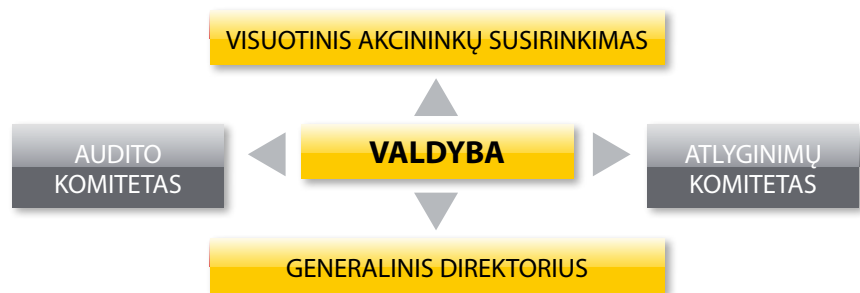 VISUOTINIS AKCININKŲ SUSIRINKIMAS
AUDITO
KOMITETAS
VALDYBA
ATLYGINIMŲ
KOMITETAS
GENERALINIS DIREKTORIUS